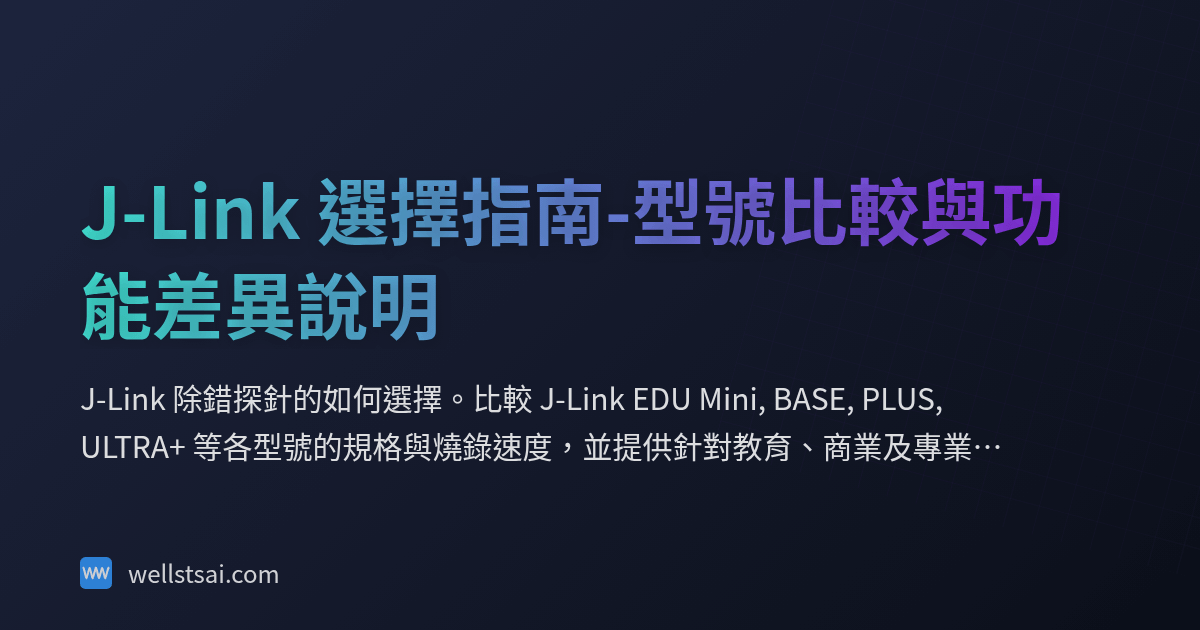 J-Link 選擇指南-型號比較與功
能差異說明
J-Link 除錯探針的如何選擇。比較 J-Link EDU Mini, BASE, PLUS,
ULTRA+ 等各型號的規格與燒錄速度，並提供針對教育、商業及專業…
wellstsai.com